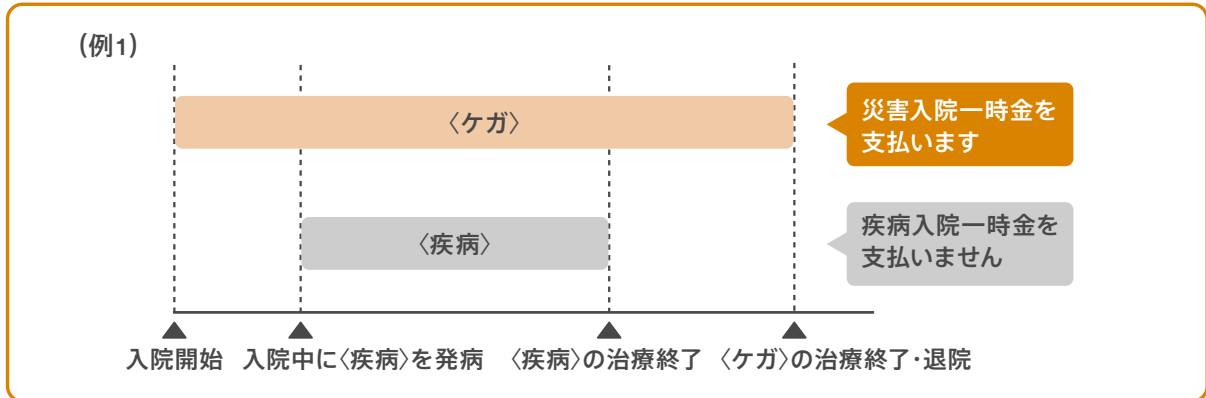 (例1)
〈ケガ〉
災害入院一時金を
支払います
〈疾病〉
疾病入院一時金を
支払いません
入院開始
入院中に〈疾病〉を発病
〈疾病〉の治療終了
〈ケガ〉の治療終了・退院